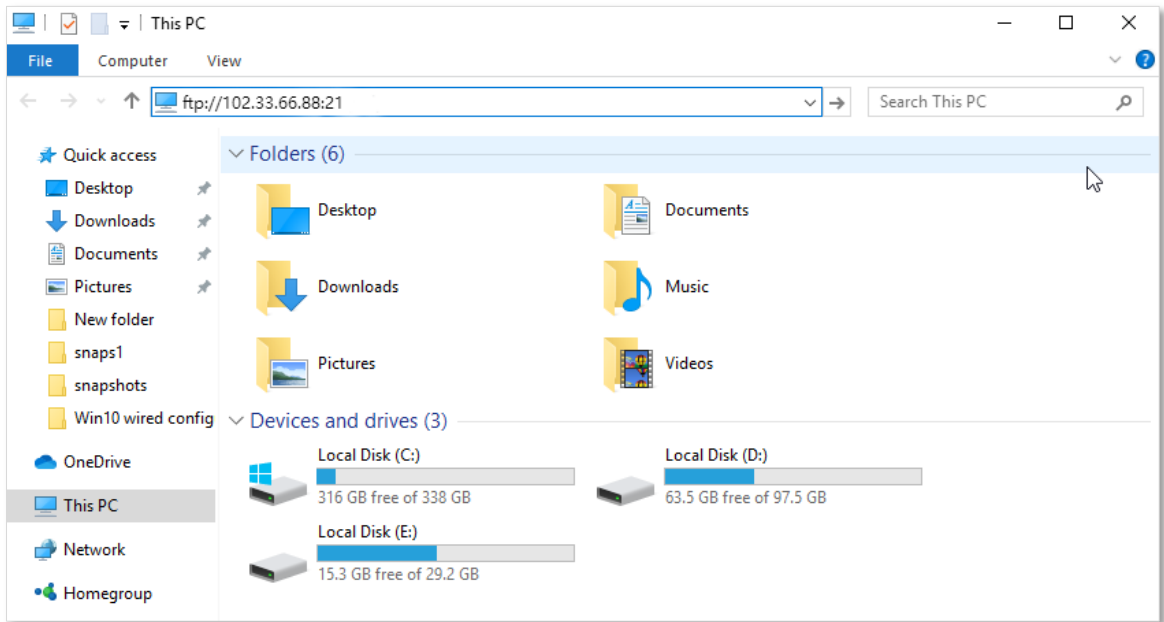 This PC
File Computer View
ftp://102.33.66.88:21
Search This PC
Quick access
Desktop
Downloads
Documents
Pictures
New folder
snaps1
snapshots
Win10 wired config
OneDrive
This PC
Network
Homegroup
Folders (6)
Desktop
Documents
Downloads
Music
Pictures
Videos
Devices and drives (3)
Local Disk (C:)
316 GB free of 338 GB
Local Disk (D:)
63.5 GB free of 97.5 GB
Local Disk (E:)
15.3 GB free of 29.2 GB